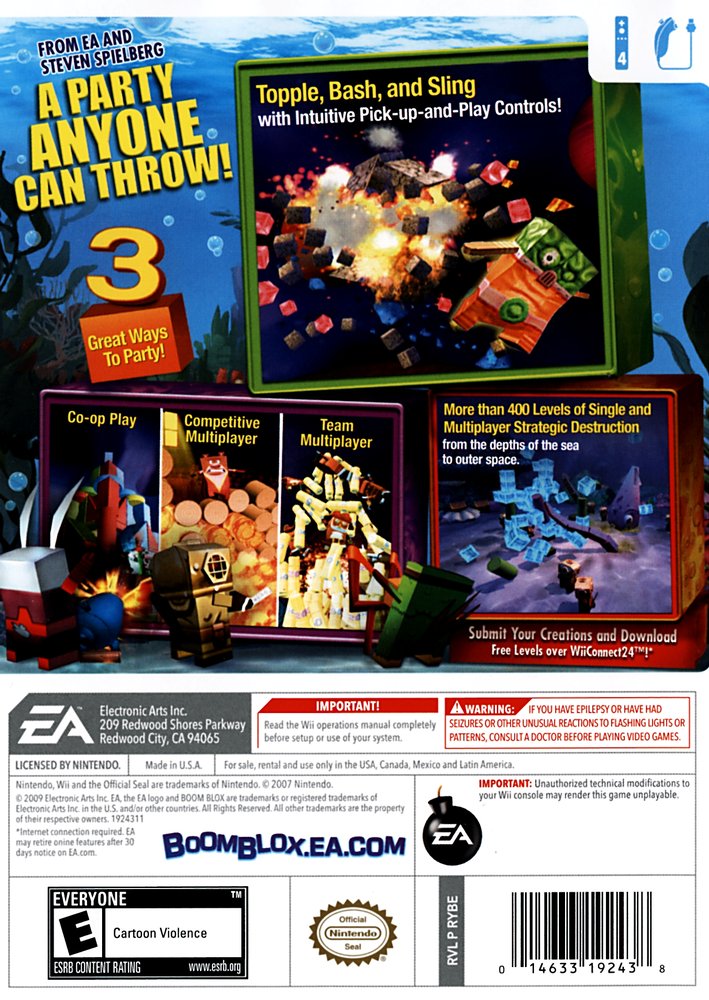 FROM EA AND
STEVEN SPIELBERG
A PARTY
ANYONE
CAN THROW!
4
Topple, Bash, and Sling
with Intuitive Pick-up-and-Play Controls!
3
Great Ways
To Party!
Co-op Play
Competitive
Multiplayer
Team
Multiplayer
More than 400 Levels of Single and
Multiplayer Strategic Destruction
from the depths of the sea
to outer space.
Submit Your Creations and Download
Free Levels over WiiConnect24™!*
EA
Electronic Arts Inc.
209 Redwood Shores Parkway
Redwood City, CA 94065
IMPORTANT!
Read the Wii operations manual completely
before setup or use of your system.
WARNING: IF YOU HAVE EPILEPSY OR HAVE HAD
SEIZURES OR OTHER UNUSUAL REACTIONS TO FLASHING LIGHTS OR
PATTERNS, CONSULT A DOCTOR BEFORE PLAYING VIDEO GAMES.
LICENSED BY NINTENDO.
Made in U.S.A.
For sale, rental and use only in the USA, Canada, Mexico and Latin America.
Nintendo, Wii and the Official Seal are trademarks of Nintendo. © 2007 Nintendo.
© 2009 Electronic Arts Inc. EA, the EA logo and BOOM BLOX are trademarks or registered trademarks of
Electronic Arts Inc. in the U.S. and/or other countries. All Rights Reserved. All other trademarks are the property
of their respective owners. 1924311
*Internet connection required. EA
may retire onine features after 30
days notice on EA.com.
BOOMBLOX.EA.COM
EA
IMPORTANT: Unauthorized technical modifications to
your Wii console may render this game unplayable.
EVERYONE
TM
E
Cartoon Violence
ESRB CONTENT RATING
www.esrb.org
Official
Nintendo
Seal
RVL P RYBE
0 14633 19243 8